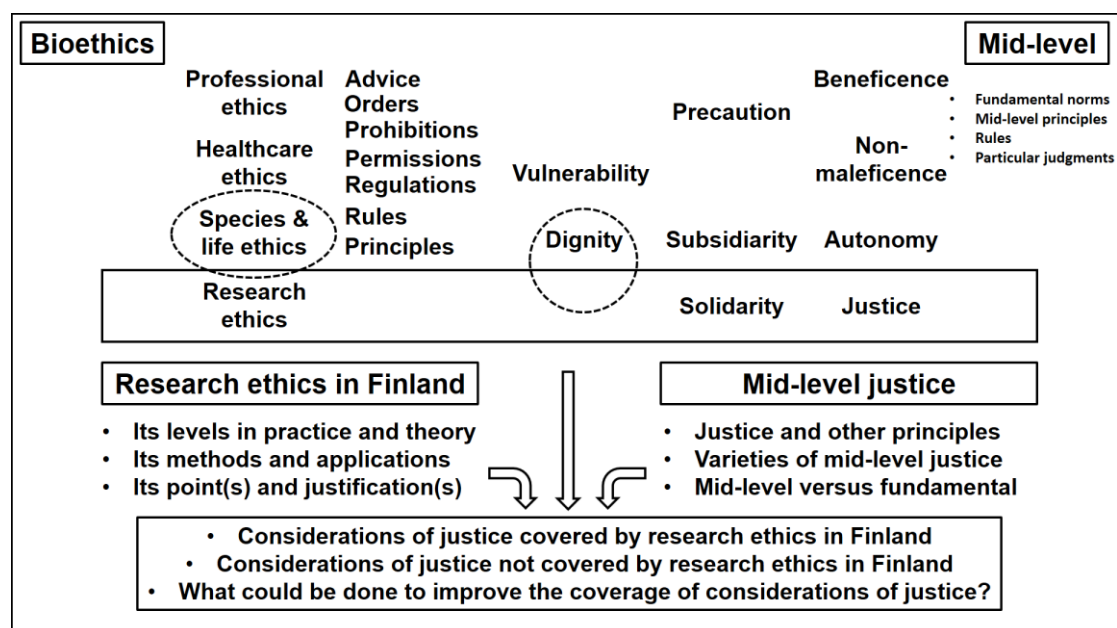 Bioethics
Mid-level
Professional
ethics
Healthcare
ethics
Species &
life ethics
Research
ethics
Advice
Orders
Prohibitions
Permissions
Regulations
Rules
Principles
Vulnerability
Dignity
Precaution
Subsidiarity
Solidarity
Beneficence
Non-
maleficence
Autonomy
Justice
• Fundamental norms
• Mid-level principles
• Rules
• Particular judgments
Research ethics in Finland
• Its levels in practice and theory
• Its methods and applications
• Its point(s) and justification(s)
Mid-level justice
• Justice and other principles
• Varieties of mid-level justice
• Mid-level versus fundamental
• Considerations of justice covered by research ethics in Finland
• Considerations of justice not covered by research ethics in Finland
• What could be done to improve the coverage of considerations of justice?